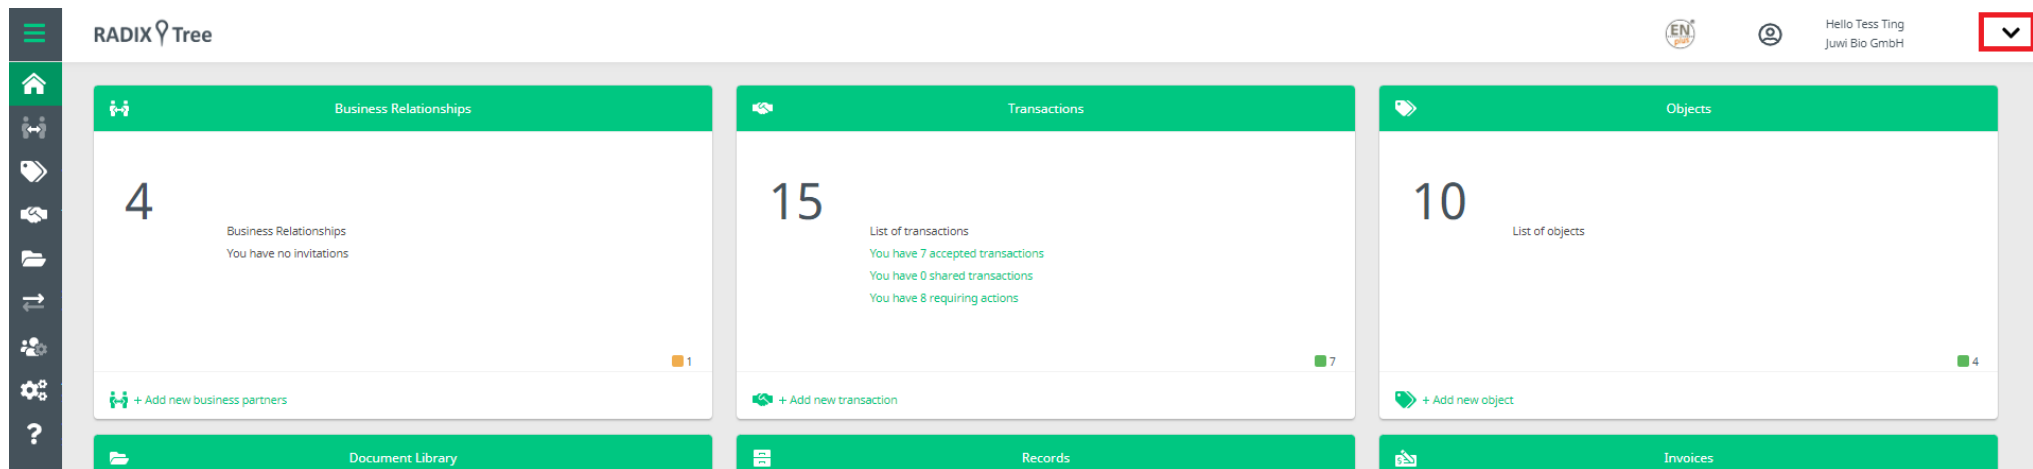 RADIX Tree
EN
plus
Hello Tess Ting
Juwi Bio GmbH
Business Relationships
4
Business Relationships
You have no invitations
1
+ Add new business partners
Transactions
15
List of transactions
You have 7 accepted transactions
You have 0 shared transactions
You have 8 requiring actions
7
+ Add new transaction
Objects
10
List of objects
4
+ Add new object
?
Document Library
Records
Invoices